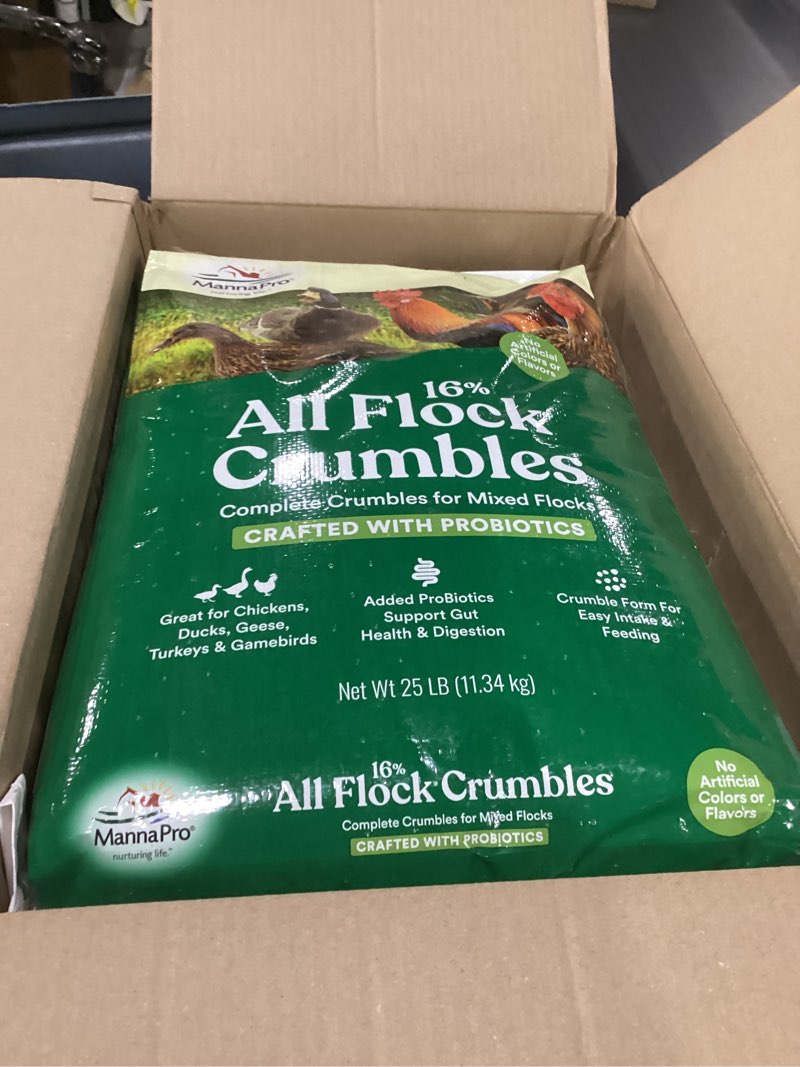 MannaPro
nurturing life.
No
Artificial
Colors or
Flavors
16%
All Flock
Crumbles
Complete Crumbles for Mixed Flocks
CRAFTED WITH PROBIOTICS
Great for Chickens,
Ducks, Geese,
Turkeys & Gamebirds
Added ProBiotics
Support Gut
Health & Digestion
Crumble Form For
Easy Intake &
Feeding
Net Wt 25 LB (11.34 kg)
MannaPro®
nurturing life.™
16%
All Flock Crumbles
Complete Crumbles for Mixed Flocks
CRAFTED WITH PROBIOTICS
No
Artificial
Colors or
Flavors